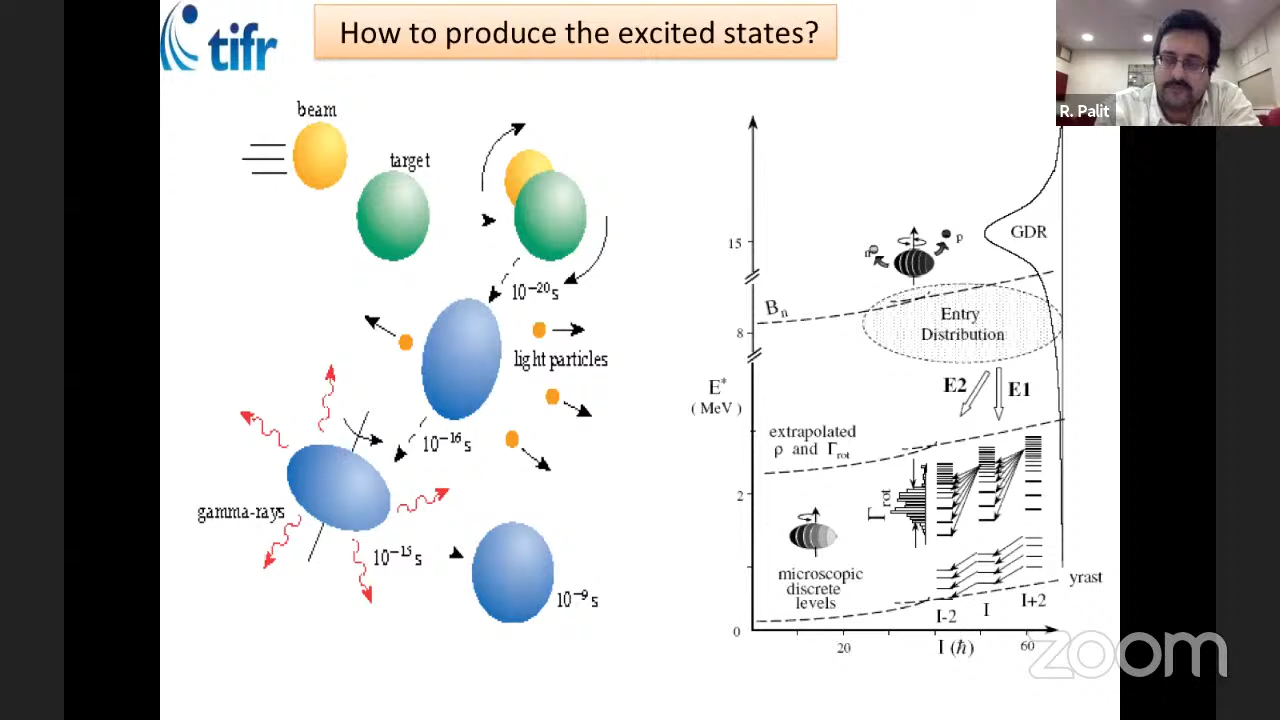 tifr
How to produce the excited states?
R. Palit
beam
target
10⁻²⁰s
light particles
10⁻¹⁶s
gamma-rays
10⁻¹⁵s
10⁻⁹s
GDR
15
p
n
Bₙ
Entry
Distribution
8
E2
E1
E*
(MeV)
extrapolated
ρ and Γrot
2
Γrot
microscopic
discrete
levels
yrast
I-2
I
I+2
0
20
I (ℏ)
60
zoom